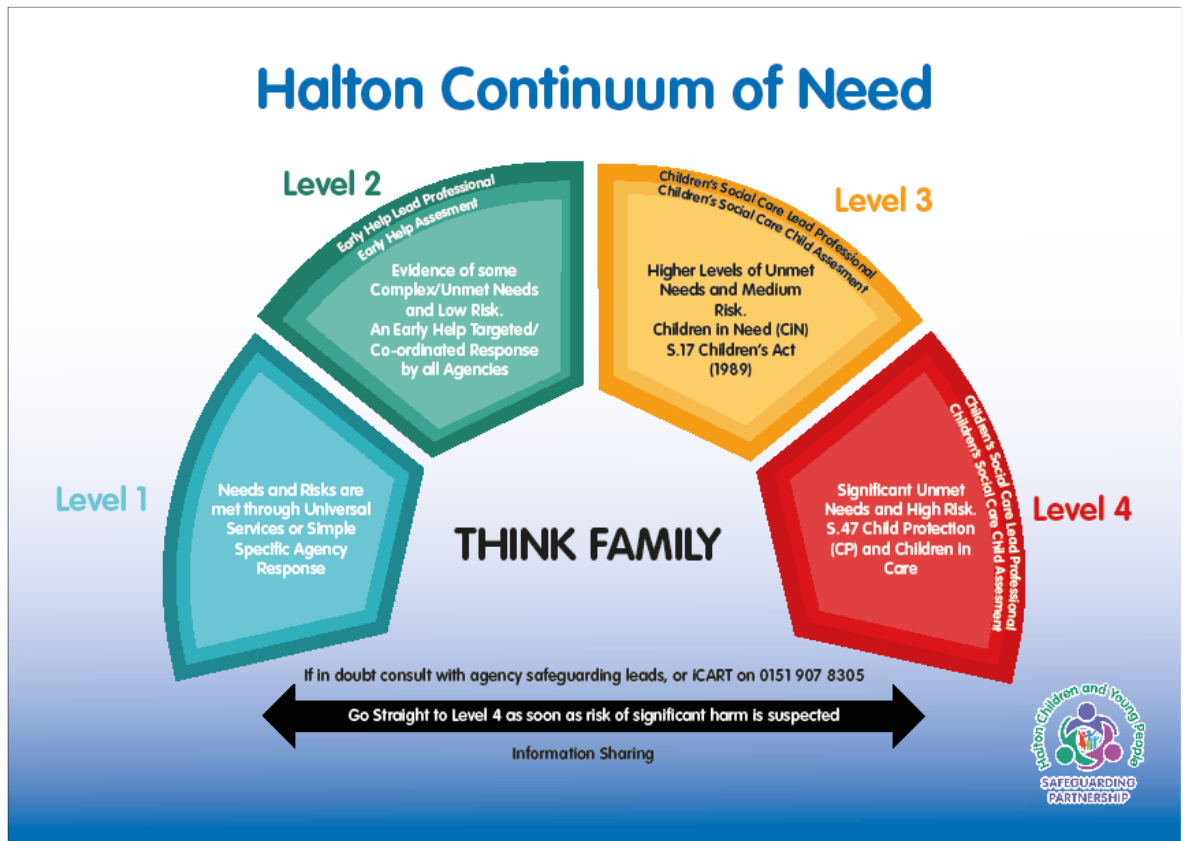 Halton Continuum of Need
Level 1
Needs and Risks are
met through Universal
Services or Simple
Specific Agency
Response
Level 2
Early Help Lead Professional
Early Help Assesment
Evidence of some
Complex/Unmet Needs
and Low Risk.
An Early Help Targeted/
Co-ordinated Response
by all Agencies
Level 3
Children's Social Care Lead Professional
Children's Social Care Child Assesment
Higher Levels of Unmet
Needs and Medium
Risk.
Children in Need (CiN)
S.17 Children's Act
(1989)
Level 4
Children's Social Care Lead Professional
Children's Social Care Child Assesment
Significant Unmet
Needs and High Risk.
S.47 Child Protection
(CP) and Children in
Care
THINK FAMILY
If in doubt consult with agency safeguarding leads, or iCART on 0151 907 8305
Go Straight to Level 4 as soon as risk of significant harm is suspected
Information Sharing
Halton Children and Young People
SAFEGUARDING
PARTNERSHIP